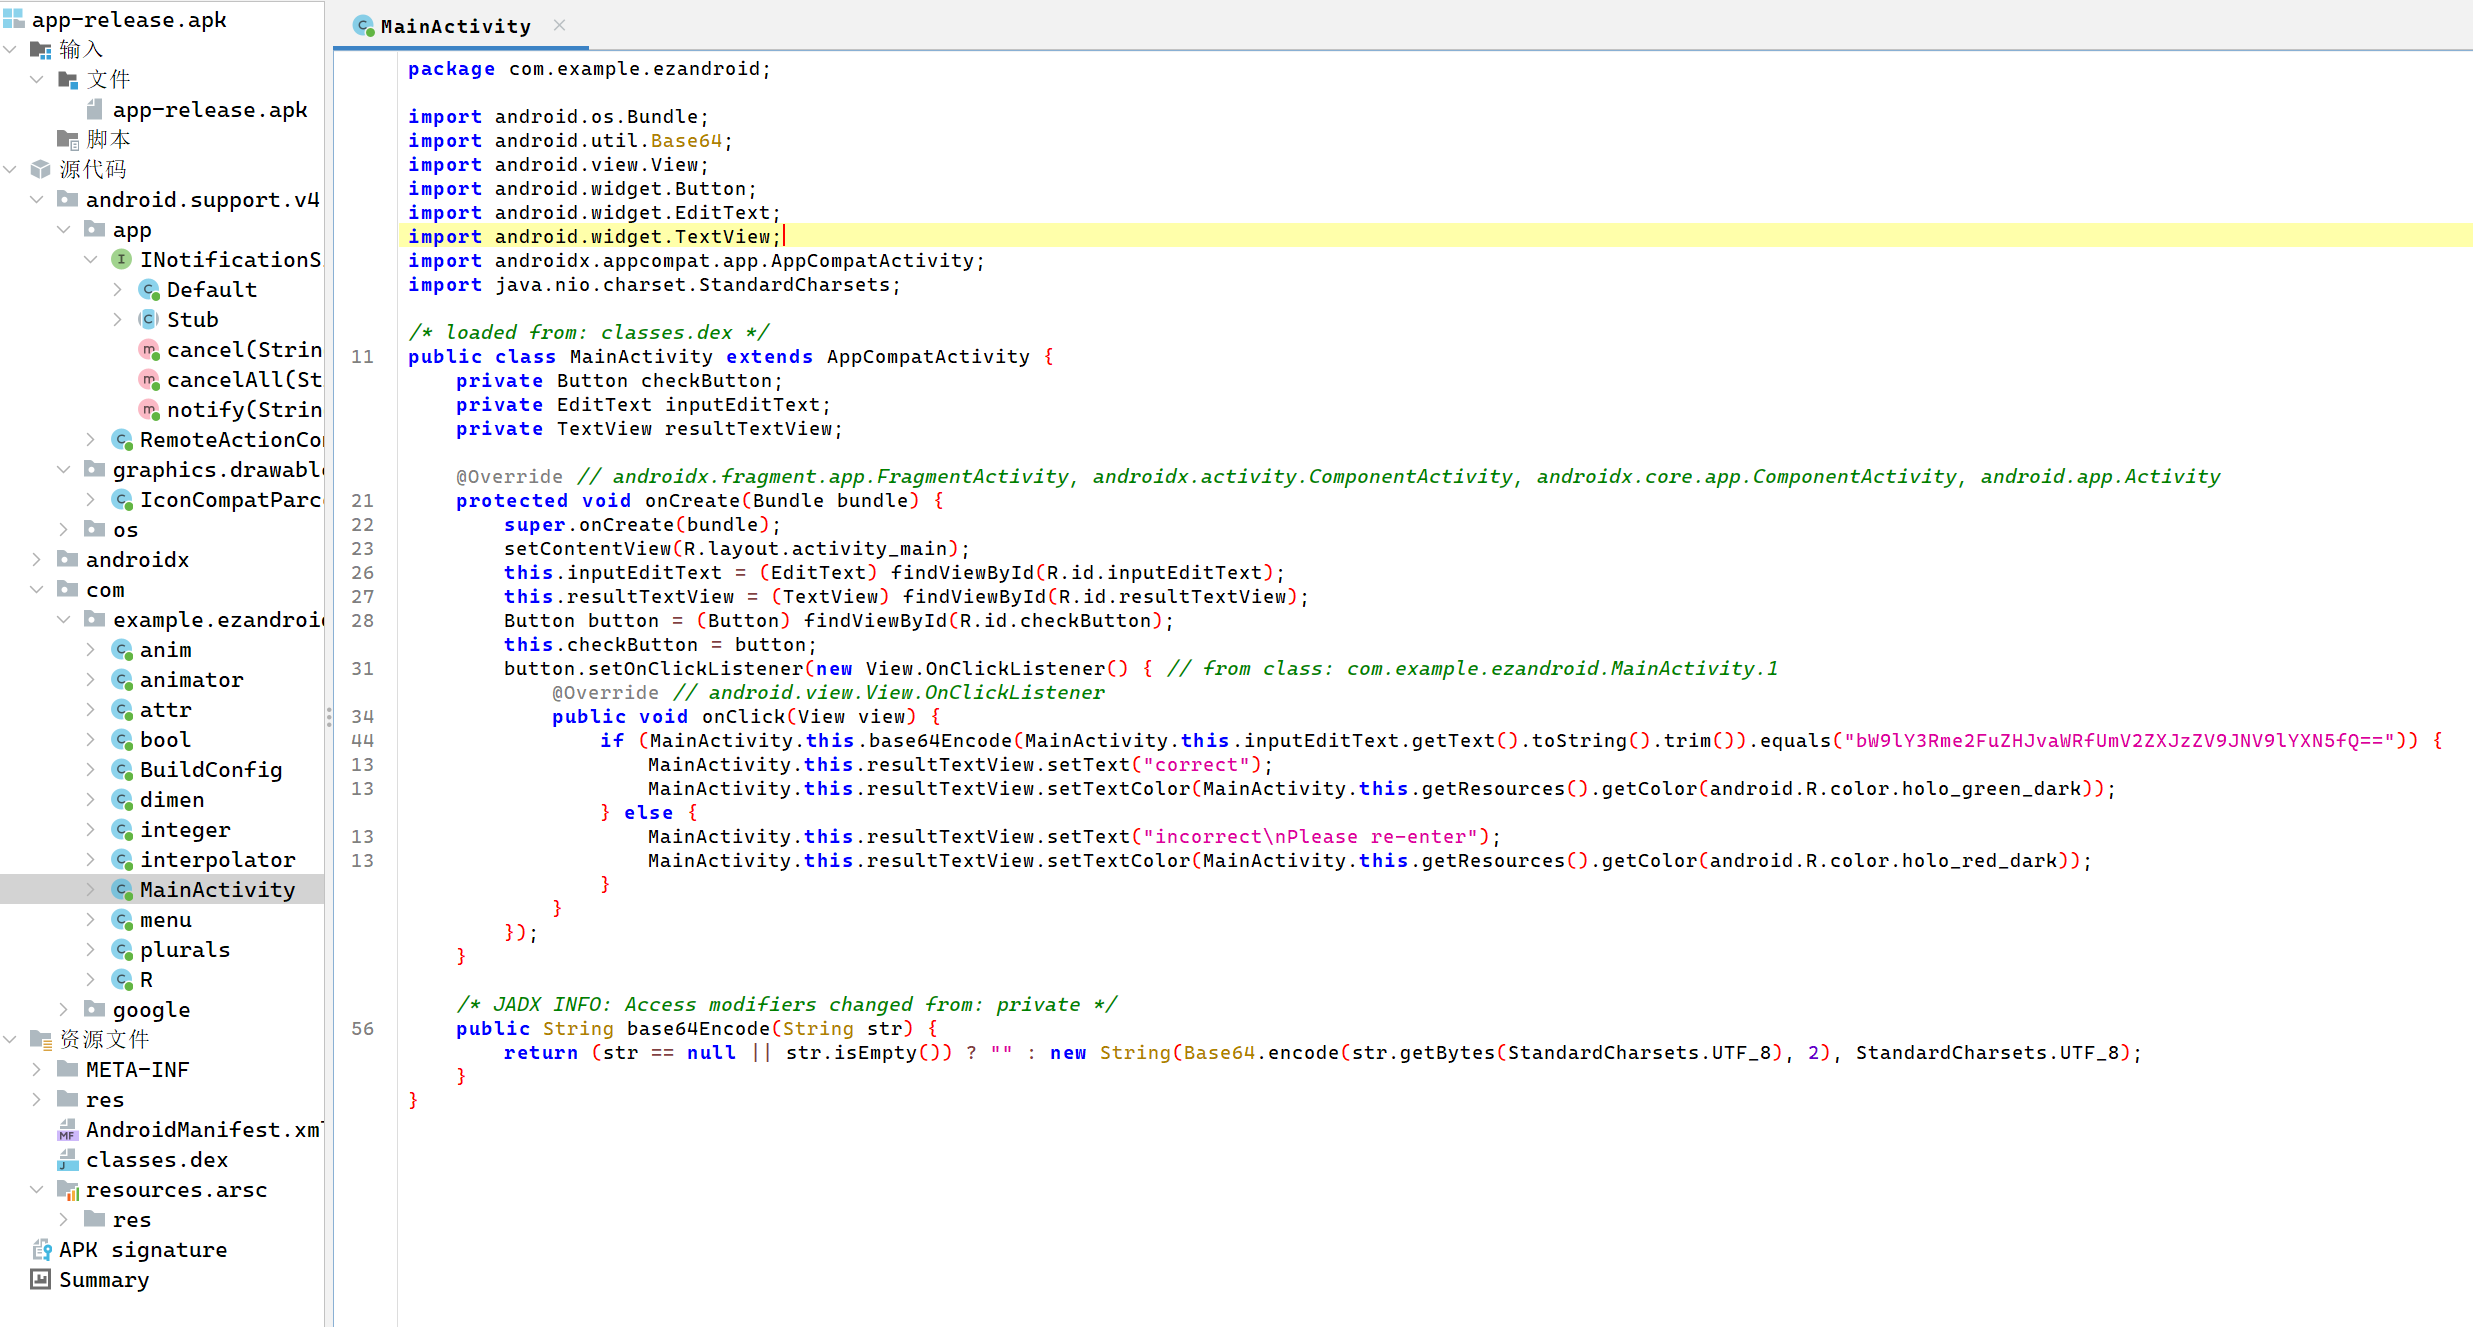 app-release.apk
输入
文件
app-release.apk
脚本
源代码
android.support.v4
app
INotificationS
Default
Stub
cancel(Strin
cancelAll(St
notify(Strin
RemoteActionCo
graphics.drawable
IconCompatParc
os
androidx
com
example.ezandroid
anim
animator
attr
bool
BuildConfig
dimen
integer
interpolator
MainActivity
menu
plurals
R
google
资源文件
META-INF
res
AndroidManifest.xml
classes.dex
resources.arsc
res
APK signature
Summary
MainActivity
package com.example.ezandroid;
import android.os.Bundle;
import android.util.Base64;
import android.view.View;
import android.widget.Button;
import android.widget.EditText;
import android.widget.TextView;
import androidx.appcompat.app.AppCompatActivity;
import java.nio.charset.StandardCharsets;
/* loaded from: classes.dex */
11 public class MainActivity extends AppCompatActivity {
private Button checkButton;
private EditText inputEditText;
private TextView resultTextView;
@Override // androidx.fragment.app.FragmentActivity, androidx.activity.ComponentActivity, androidx.core.app.ComponentActivity, android.app.Activity
21 protected void onCreate(Bundle bundle) {
22 super.onCreate(bundle);
23 setContentView(R.layout.activity_main);
26 this.inputEditText = (EditText) findViewById(R.id.inputEditText);
27 this.resultTextView = (TextView) findViewById(R.id.resultTextView);
28 Button button = (Button) findViewById(R.id.checkButton);
this.checkButton = button;
31 button.setOnClickListener(new View.OnClickListener() { // from class: com.example.ezandroid.MainActivity.1
@Override // android.view.View.OnClickListener
34 public void onClick(View view) {
44 if (MainActivity.this.base64Encode(MainActivity.this.inputEditText.getText().toString().trim()).equals("bW9lY3Rme2FuZHJvaWRfUmV2ZXJzZV9JNV9lYXN5fQ==")) {
13 MainActivity.this.resultTextView.setText("correct");
13 MainActivity.this.resultTextView.setTextColor(MainActivity.this.getResources().getColor(android.R.color.holo_green_dark));
} else {
13 MainActivity.this.resultTextView.setText("incorrect\nPlease re-enter");
13 MainActivity.this.resultTextView.setTextColor(MainActivity.this.getResources().getColor(android.R.color.holo_red_dark));
}
}
});
}
/* JADX INFO: Access modifiers changed from: private */
56 public String base64Encode(String str) {
return (str == null || str.isEmpty()) ? "" : new String(Base64.encode(str.getBytes(StandardCharsets.UTF_8), 2), StandardCharsets.UTF_8);
}
}